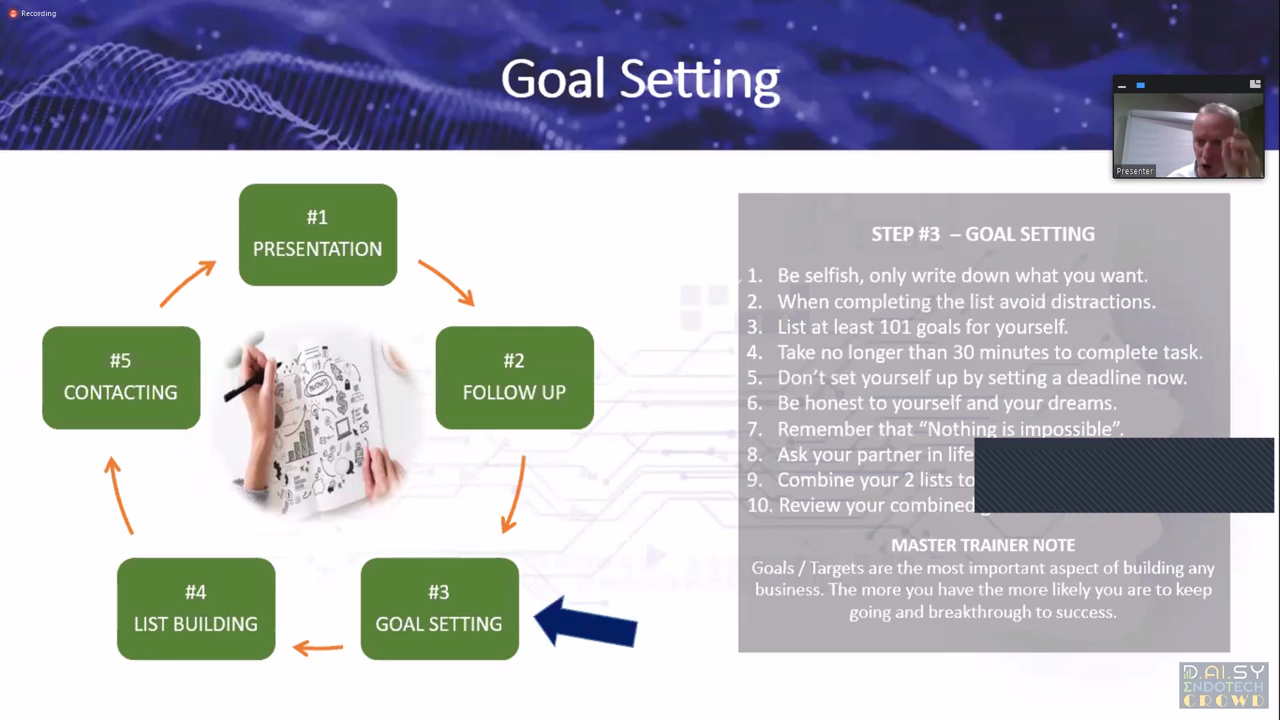 Recording
Goal Setting
Presenter
#1
PRESENTATION
#2
FOLLOW UP
#3
GOAL SETTING
#4
LIST BUILDING
#5
CONTACTING
STEP #3 – GOAL SETTING
1. Be selfish, only write down what you want.
2. When completing the list avoid distractions.
3. List at least 101 goals for yourself.
4. Take no longer than 30 minutes to complete task.
5. Don't set yourself up by setting a deadline now.
6. Be honest to yourself and your dreams.
7. Remember that “Nothing is impossible”.
8. Ask your partner in life
9. Combine your 2 lists to
10. Review your combined
MASTER TRAINER NOTE
Goals / Targets are the most important aspect of building any
business. The more you have the more likely you are to keep
going and breakthrough to success.
D.AI.SY
ENDOTECH
CROWD